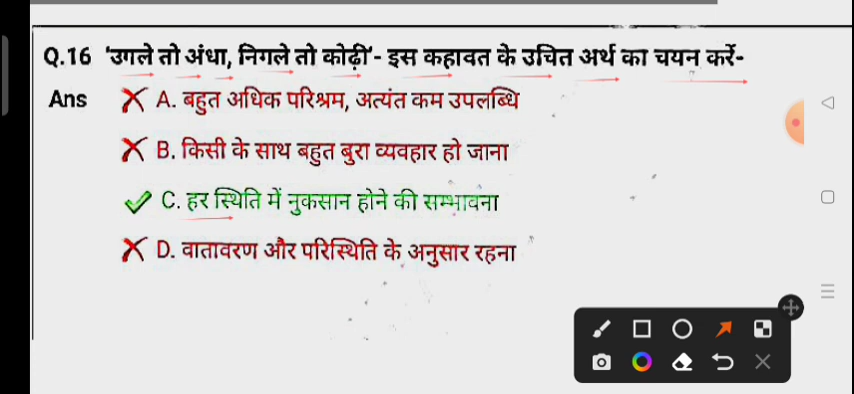 Q.16 'उगले तो अंधा, निगले तो कोढ़ी'- इस कहावत के उचित अर्थ का चयन करें-
Ans A. बहुत अधिक परिश्रम, अत्यंत कम उपलब्धि
B. किसी के साथ बहुत बुरा व्यवहार हो जाना
C. हर स्थिति में नुकसान होने की सम्भावना
D. वातावरण और परिस्थिति के अनुसार रहना